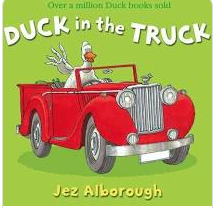 Over a million Duck books sold
DUCK in the TRUCK
Jez Alborough